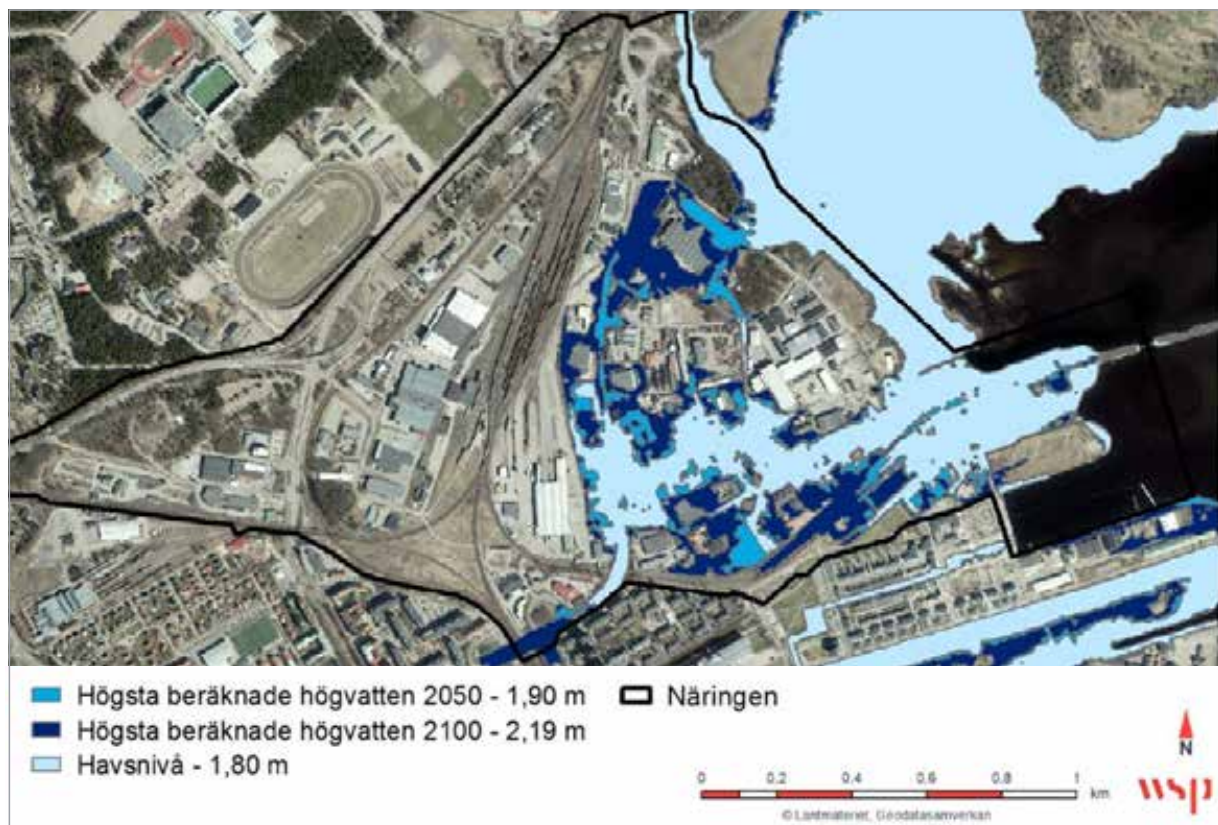 Högsta beräknade högvatten 2050 - 1,90 m
Högsta beräknade högvatten 2100 - 2,19 m
Havsnivå - 1,80 m
Näringen
N
0 0.2 0.4 0.6 0.8 1
km
© Lantmäteriet, Geodatasamverkan
wsp